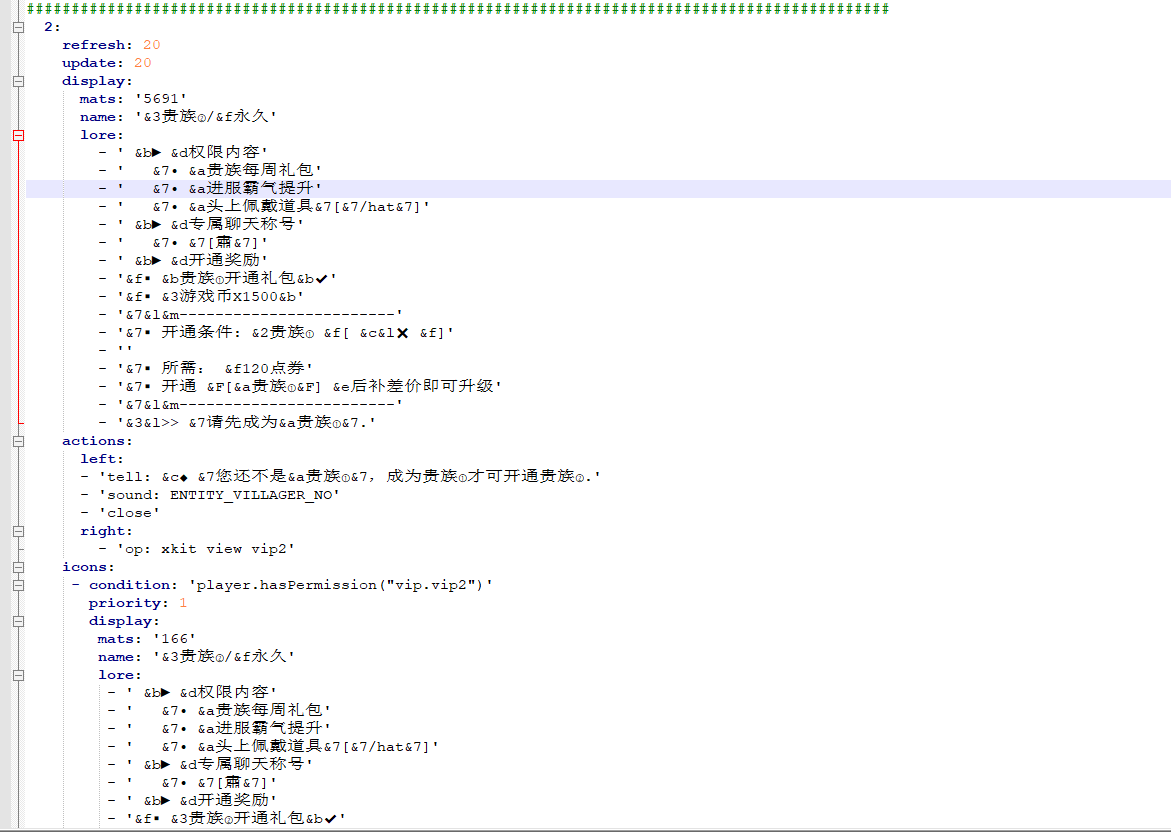 ################################################################################################
2:
refresh: 20
update: 20
display:
mats: '5691'
name: '&3贵族②/&f永久'
lore:
- ' &b▶ &d权限内容'
- '   &7• &a贵族每周礼包'
- '   &7• &a进服霸气提升'
- '   &7• &a头上佩戴道具&7[&7/hat&7]'
- ' &b▶ &d专属聊天称号'
- '   &7• &7[肅&7]'
- ' &b▶ &d开通奖励'
- '&f▪ &b贵族①开通礼包&b✔'
- '&f▪ &3游戏币X1500&b'
- '&7&l&m------------------------'
- '&7▪ 开通条件: &2贵族① &f[ &c&l✖ &f]'
- ''
- '&7▪ 所需:  &f120点券'
- '&7▪ 开通 &F[&a贵族①&F] &e后补差价即可升级'
- '&7&l&m------------------------'
- '&3&l>> &7请先成为&a贵族①&7.'
actions:
left:
- 'tell: &c◆ &7您还不是&a贵族①&7, 成为贵族①才可开通贵族②.'
- 'sound: ENTITY_VILLAGER_NO'
- 'close'
right:
- 'op: xkit view vip2'
icons:
- condition: 'player.hasPermission("vip.vip2")'
priority: 1
display:
mats: '166'
name: '&3贵族②/&f永久'
lore:
- ' &b▶ &d权限内容'
- '   &7• &a贵族每周礼包'
- '   &7• &a进服霸气提升'
- '   &7• &a头上佩戴道具&7[&7/hat&7]'
- ' &b▶ &d专属聊天称号'
- '   &7• &7[肅&7]'
- ' &b▶ &d开通奖励'
- '&f▪ &3贵族②开通礼包&b✔'